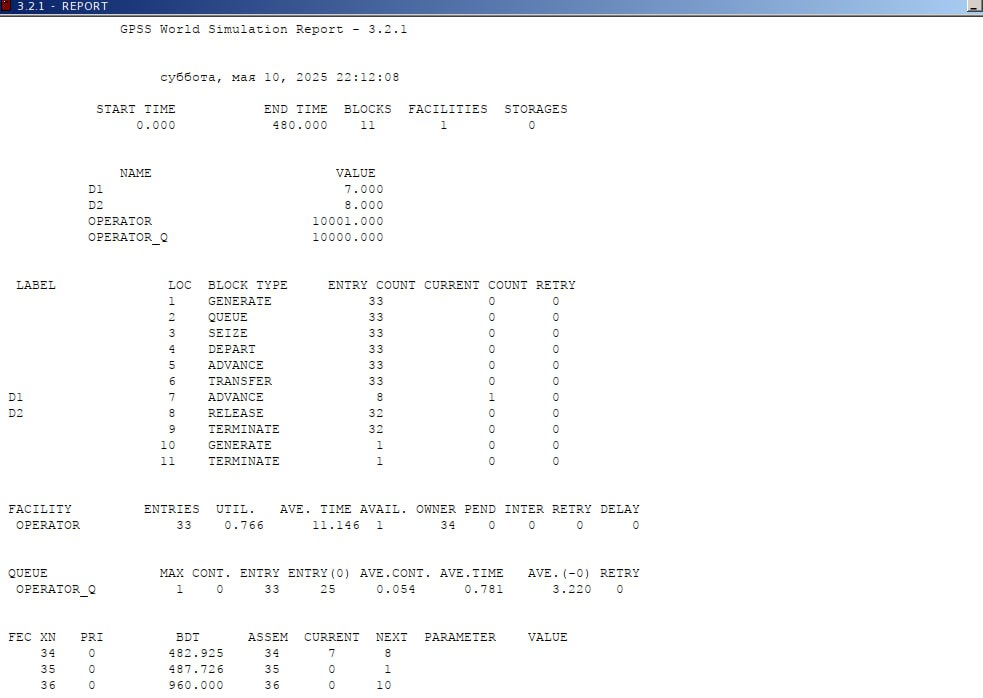 3.2.1 - REPORT
GPSS World Simulation Report - 3.2.1
суббота, мая 10, 2025 22:12:08
START TIME END TIME BLOCKS FACILITIES STORAGES
0.000 480.000 11 1 0
NAME VALUE
D1 7.000
D2 8.000
OPERATOR 10001.000
OPERATOR_Q 10000.000
LABEL LOC BLOCK TYPE ENTRY COUNT CURRENT COUNT RETRY
1 GENERATE 33 0 0
2 QUEUE 33 0 0
3 SEIZE 33 0 0
4 DEPART 33 0 0
5 ADVANCE 33 0 0
6 TRANSFER 33 0 0
D1 7 ADVANCE 8 1 0
D2 8 RELEASE 32 0 0
9 TERMINATE 32 0 0
10 GENERATE 1 0 0
11 TERMINATE 1 0 0
FACILITY ENTRIES UTIL. AVE. TIME AVAIL. OWNER PEND INTER RETRY DELAY
OPERATOR 33 0.766 11.146 1 34 0 0 0 0
QUEUE MAX CONT. ENTRY ENTRY(0) AVE.CONT. AVE.TIME AVE.(-0) RETRY
OPERATOR_Q 1 0 33 25 0.054 0.781 3.220 0
FEC XN PRI BDT ASSEM CURRENT NEXT PARAMETER VALUE
34 0 482.925 34 7 8
35 0 487.726 35 0 1
36 0 960.000 36 0 10